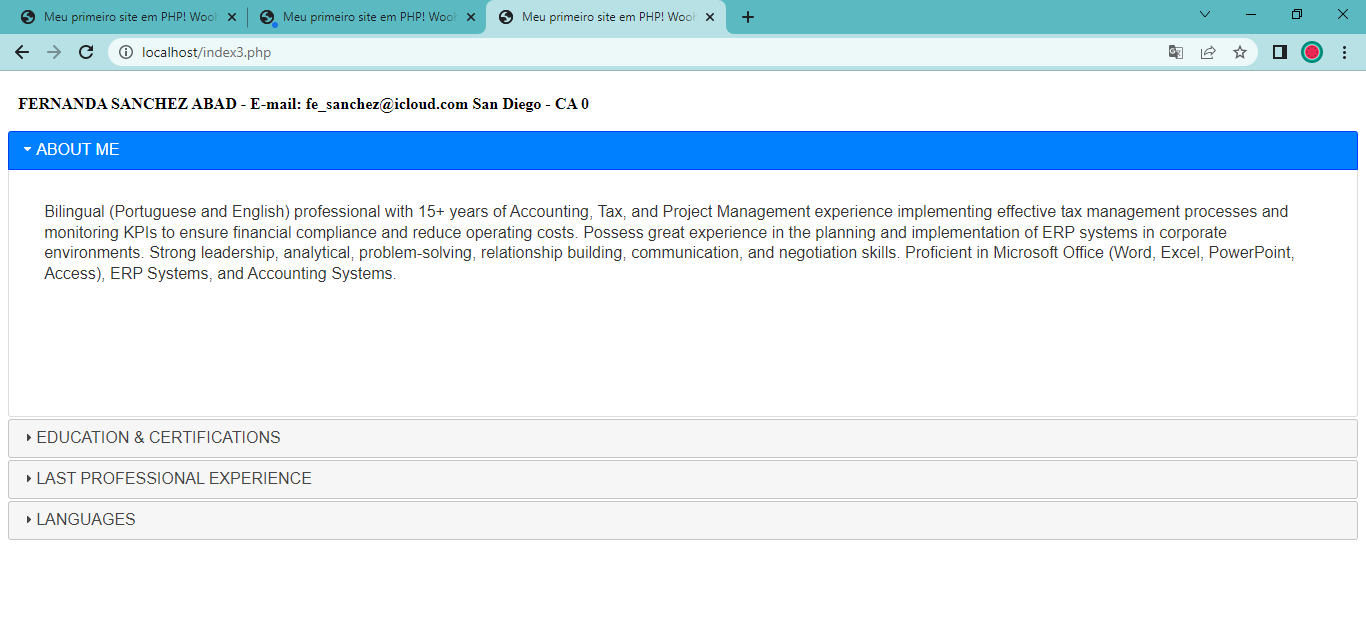 Meu primeiro site em PHP! Wooh
Meu primeiro site em PHP! Wooh
Meu primeiro site em PHP! Wooh
localhost/index3.php
FERNANDA SANCHEZ ABAD - E-mail: fe_sanchez@icloud.com San Diego - CA 0
ABOUT ME
Bilingual (Portuguese and English) professional with 15+ years of Accounting, Tax, and Project Management experience implementing effective tax management processes and
monitoring KPIs to ensure financial compliance and reduce operating costs. Possess great experience in the planning and implementation of ERP systems in corporate
environments. Strong leadership, analytical, problem-solving, relationship building, communication, and negotiation skills. Proficient in Microsoft Office (Word, Excel, PowerPoint,
Access), ERP Systems, and Accounting Systems.
EDUCATION & CERTIFICATIONS
LAST PROFESSIONAL EXPERIENCE
LANGUAGES